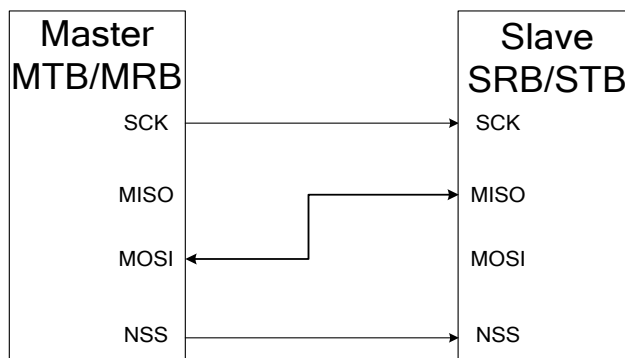 Master
MTB/MRB
SCK
MISO
MOSI
NSS
Slave
SRB/STB
SCK
MISO
MOSI
NSS